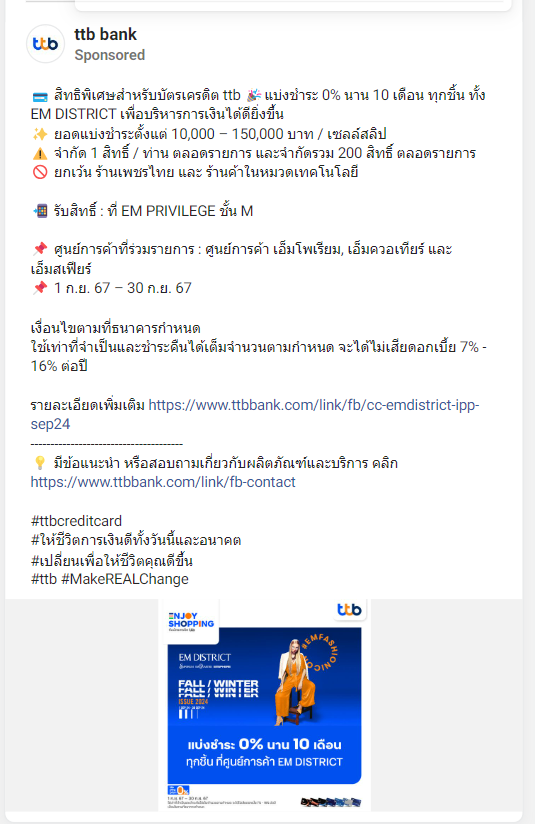 ttb
ttb bank
Sponsored
💳 สิทธิพิเศษสำหรับบัตรเครดิต ttb 🎉 แบ่งชำระ 0% นาน 10 เดือน ทุกชิ้น ทั้ง
EM DISTRICT เพื่อบริหารการเงินได้ดียิ่งขึ้น
✨ ยอดแบ่งชำระตั้งแต่ 10,000 – 150,000 บาท / เซลล์สลิป
⚠️ จำกัด 1 สิทธิ์ / ท่าน ตลอดรายการ และจำกัดรวม 200 สิทธิ์ ตลอดรายการ
🚫 ยกเว้น ร้านเพชรไทย และ ร้านค้าในหมวดเทคโนโลยี
📲 รับสิทธิ์ : ที่ EM PRIVILEGE ชั้น M
📌 ศูนย์การค้าที่ร่วมรายการ : ศูนย์การค้า เอ็มโพเรียม, เอ็มควอเทียร์ และ
เอ็มสเฟียร์
📌 1 ก.ย. 67 – 30 ก.ย. 67
เงื่อนไขตามที่ธนาคารกำหนด
ใช้เท่าที่จำเป็นและชำระคืนได้เต็มจำนวนตามกำหนด จะได้ไม่เสียดอกเบี้ย 7% -
16% ต่อปี
รายละเอียดเพิ่มเติม https://www.ttbbank.com/link/fb/cc-emdistrict-ipp-
sep24
--------------------------------------
💡 มีข้อแนะนำ หรือสอบถามเกี่ยวกับผลิตภัณฑ์และบริการ คลิก
https://www.ttbbank.com/link/fb-contact
#ttbcreditcard
#ให้ชีวิตการเงินดีทั้งวันนี้และอนาคต
#เปลี่ยนเพื่อให้ชีวิตคุณดีขึ้น
#ttb #MakeREALChange
ENJOY
SHOPPING
ttb
EM DISTRICT
#EMFASHIONICON
FALL/WINTER
FALL/WINTER
ISSUE 2024
แบ่งชำระ 0% นาน 10 เดือน
ทุกชิ้น ที่ศูนย์การค้า EM DISTRICT